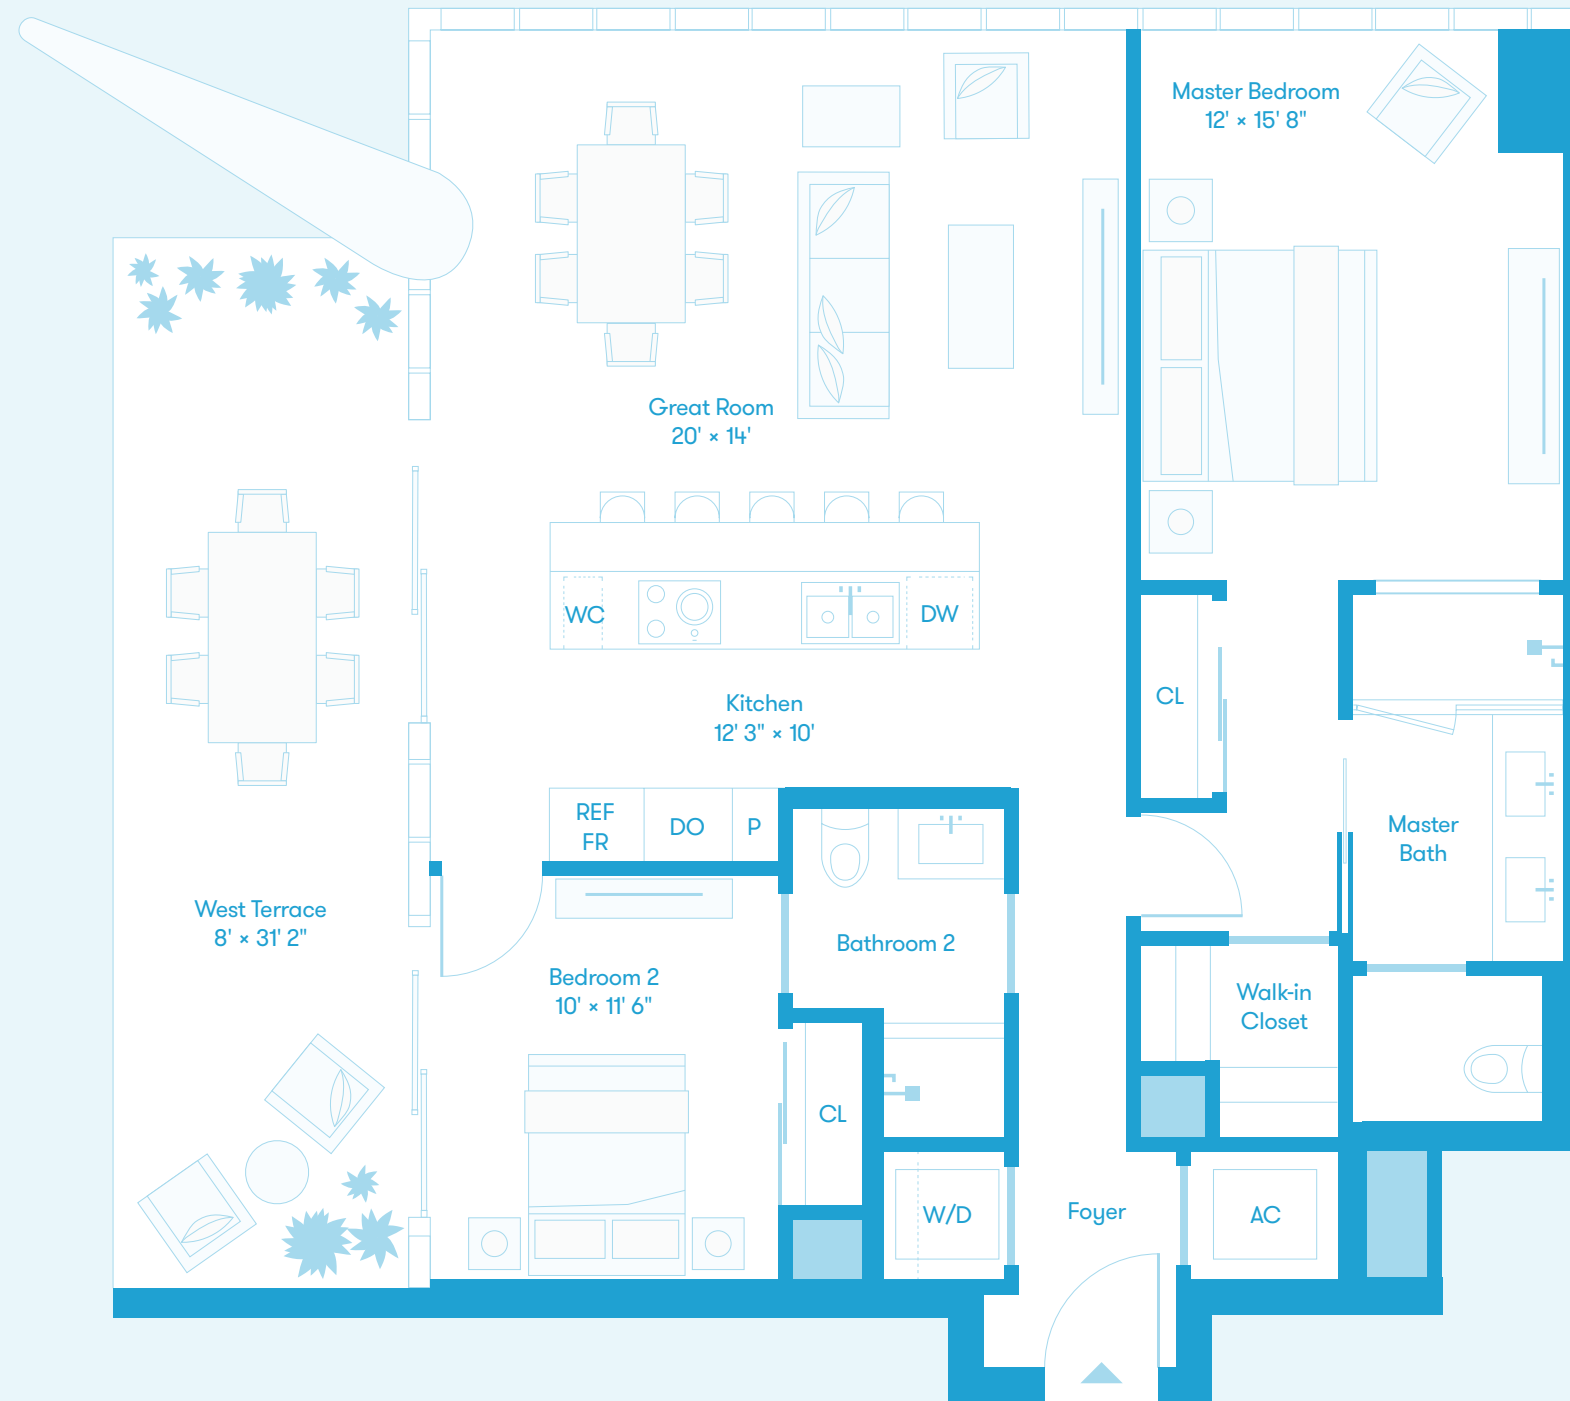 Master Bedroom
12' × 15' 8"
Great Room
20' × 14'
WC
DW
CL
Kitchen
12' 3" × 10'
REF
FR
DO
P
Master
Bath
West Terrace
8' × 31' 2"
Bathroom 2
Bedroom 2
10' × 11' 6"
Walk-in
Closet
CL
W/D
Foyer
AC